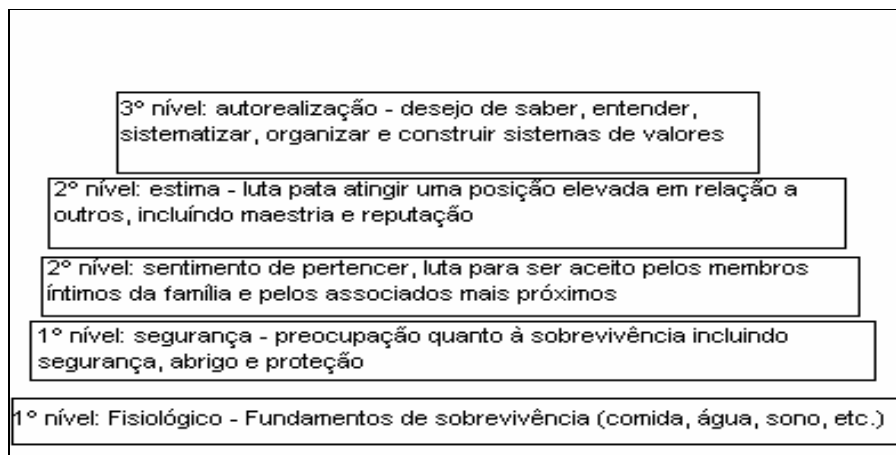 3º nível: autorealização - desejo de saber, entender,
sistematizar, organizar e construir sistemas de valores
2º nível: estima - luta pata atingir uma posição elevada em relação a
outros, incluíndo maestria e reputação
2º nível: sentimento de pertencer, luta para ser aceito pelos membros
íntimos da família e pelos associados mais próximos
1º nível: segurança - preocupação quanto à sobrevivência incluindo
segurança, abrigo e proteção
1º nível: Fisiológico - Fundamentos de sobrevivência (comida, água, sono, etc.)